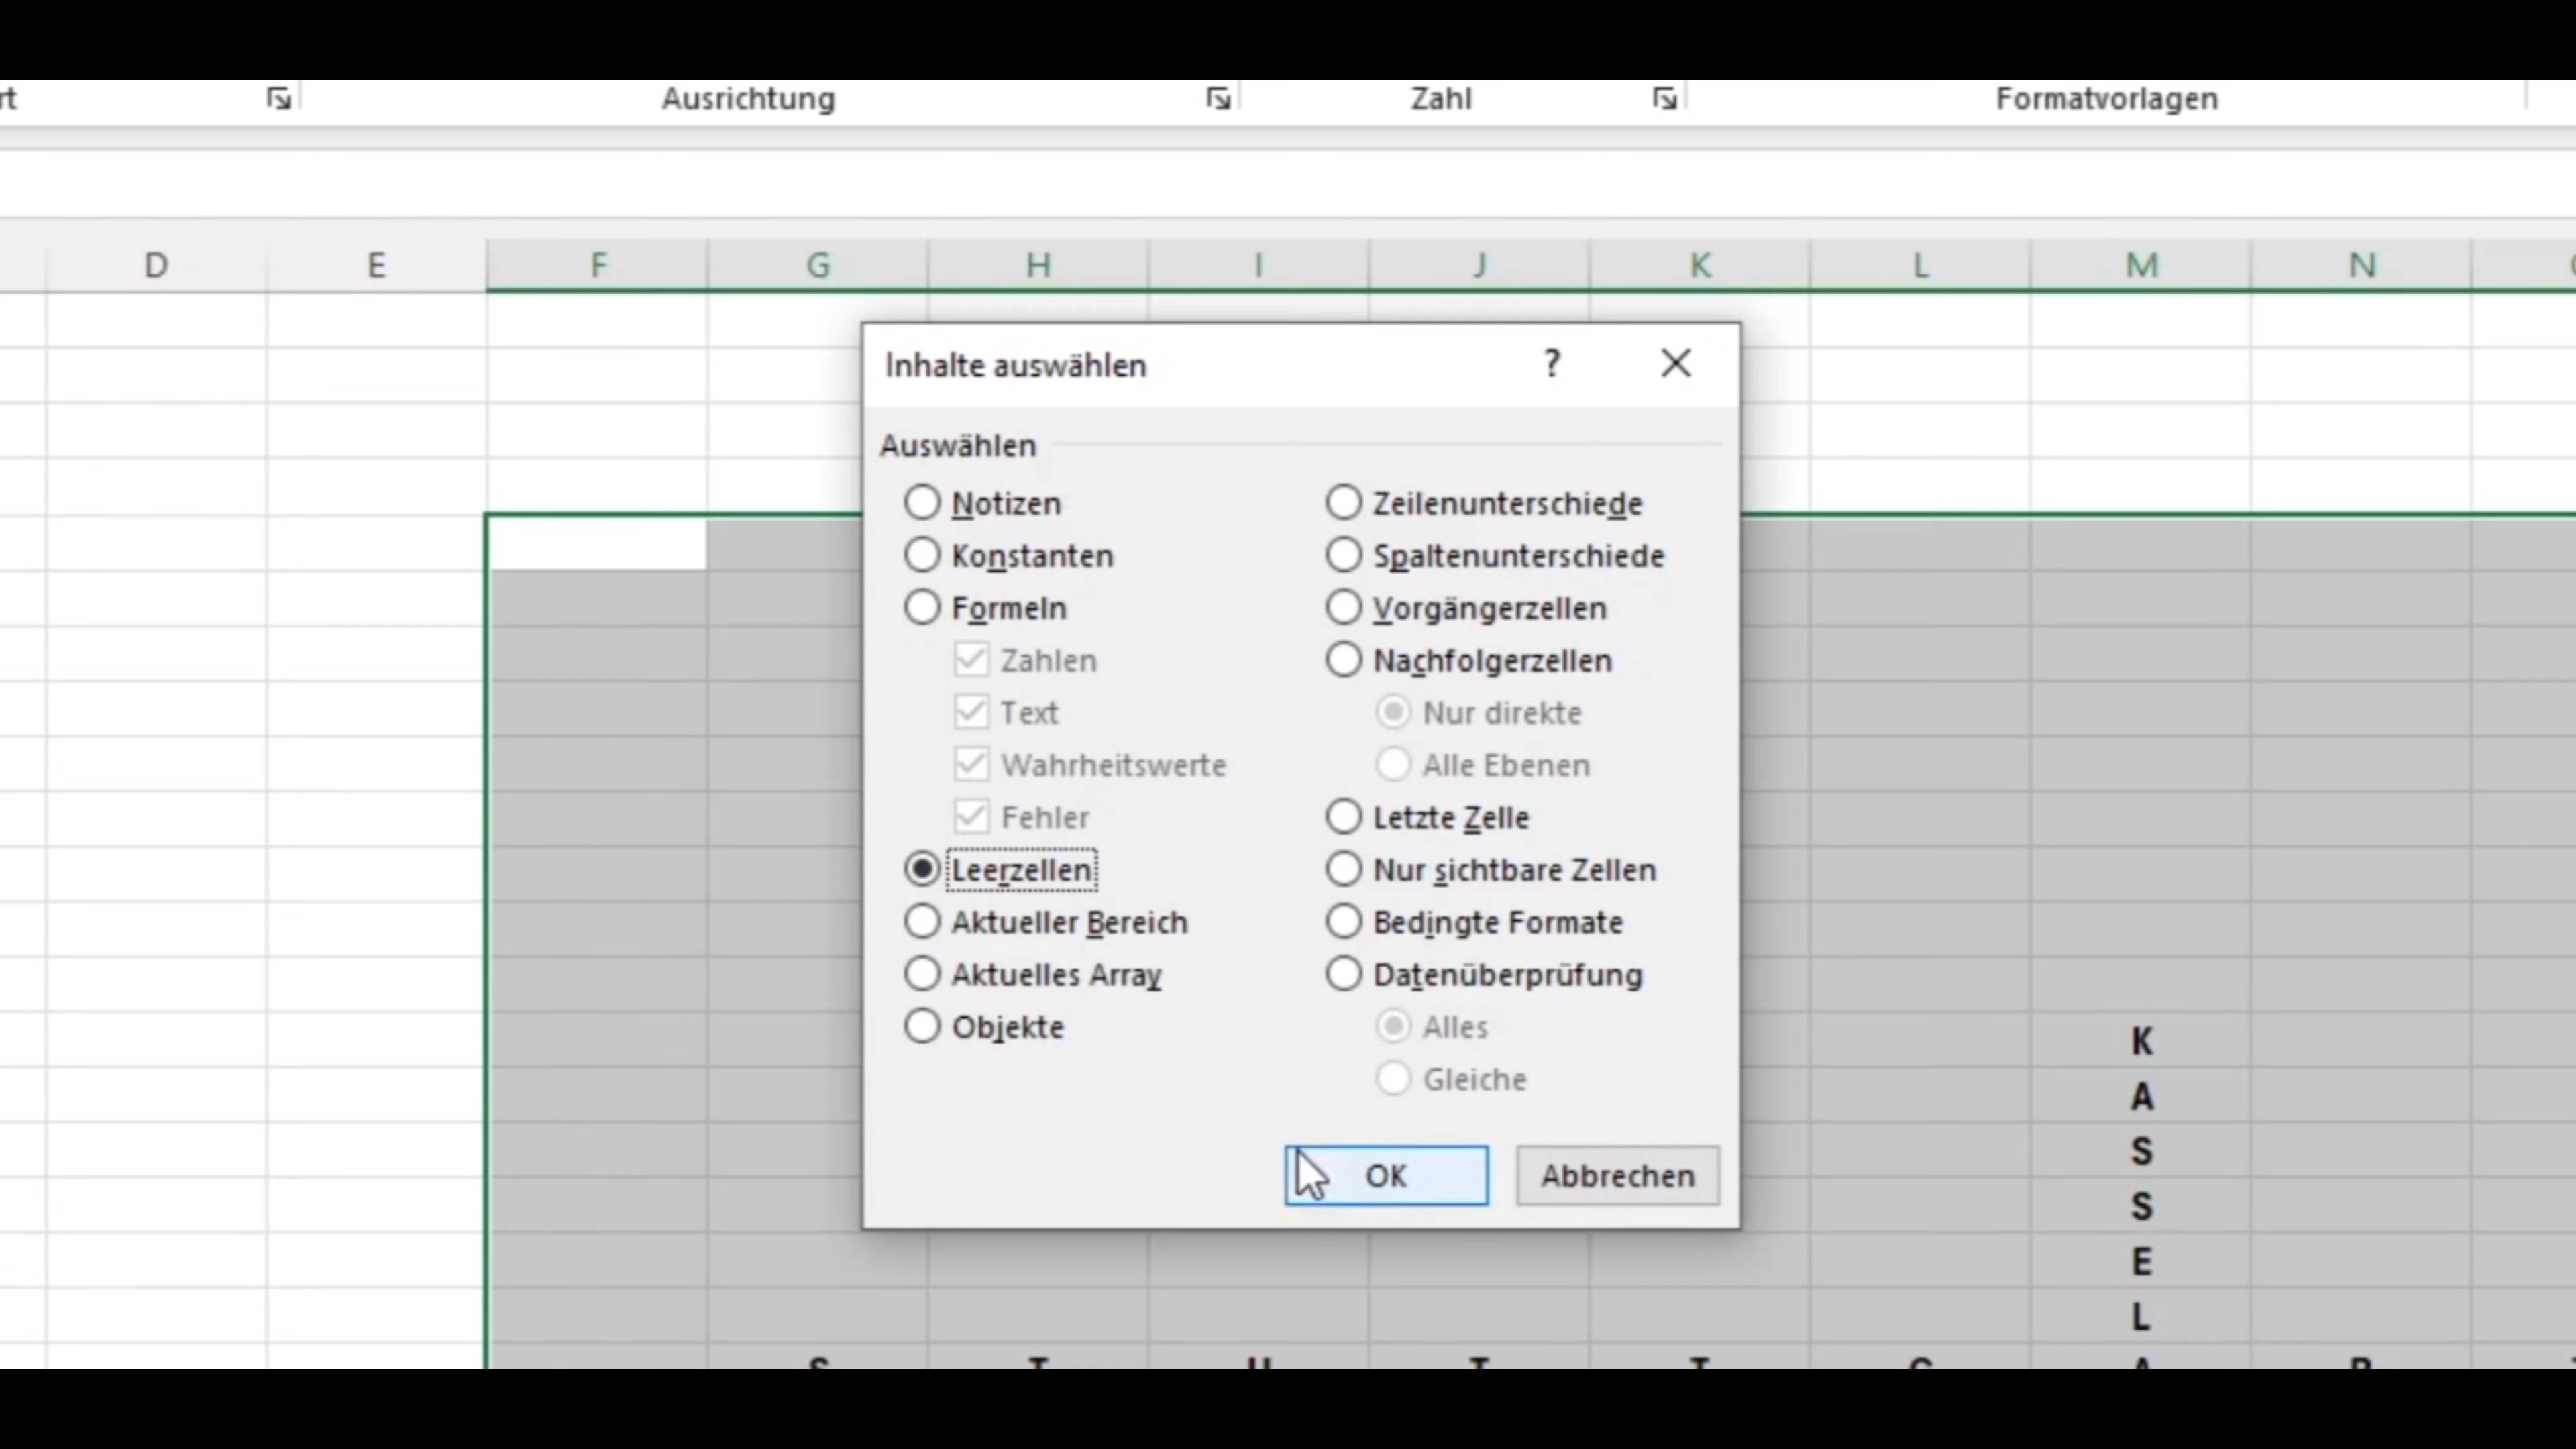 rt Ausrichtung Zahl Formatvorlagen
D E F G H I J K L M N
Inhalte auswählen ?
Auswählen
Notizen
Konstanten
Formeln
Zahlen
Text
Wahrheitswerte
Fehler
Leerzellen
Aktueller Bereich
Aktuelles Array
Objekte
Zeilenunterschiede
Spaltenunterschiede
Vorgängerzellen
Nachfolgerzellen
Nur direkte
Alle Ebenen
Letzte Zelle
Nur sichtbare Zellen
Bedingte Formate
Datenüberprüfung
Alles
Gleiche
OK Abbrechen
K
A
S
S
E
L